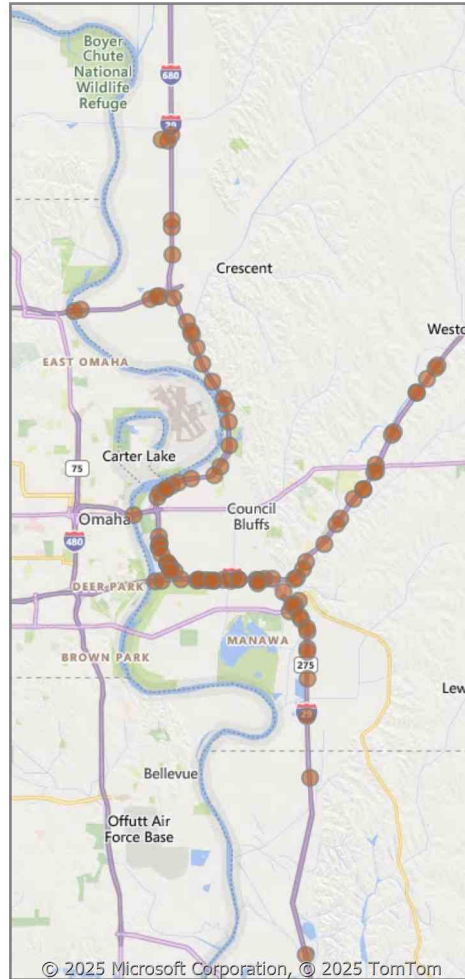 Boyer
Chute
National
Wildlife
Refuge
680
29
Crescent
Westo
EAST OMAHA
Carter Lake
75
Omaha
Council
Bluffs
480
DEER PARK
MANAWA
BROWN PARK
275
Lew
29
Bellevue
Offutt Air
Force Base
© 2025 Microsoft Corporation, © 2025 TomTom